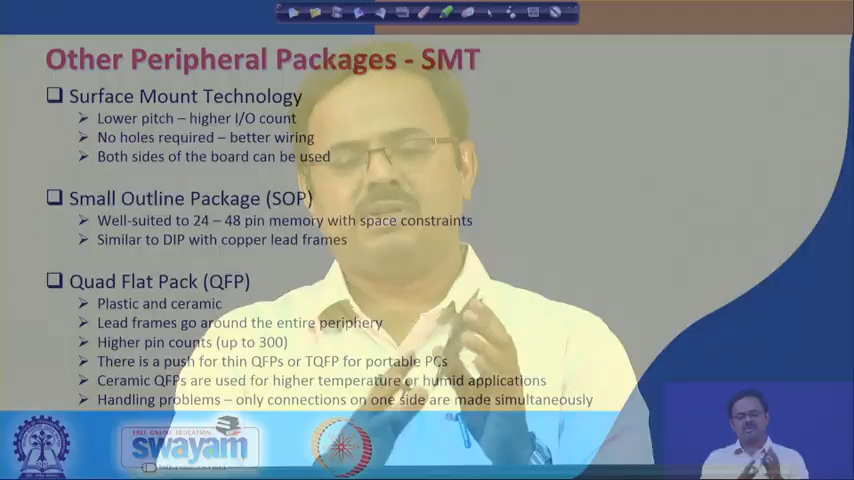 Other Peripheral Packages - SMT
Surface Mount Technology
Lower pitch – higher I/O count
No holes required – better wiring
Both sides of the board can be used
Small Outline Package (SOP)
Well-suited to 24 – 48 pin memory with space constraints
Similar to DIP with copper lead frames
Quad Flat Pack (QFP)
Plastic and ceramic
Lead frames go around the entire periphery
Higher pin counts (up to 300)
There is a push for thin QFPs or TQFP for portable PCs
Ceramic QFPs are used for higher temperature or humid applications
Handling problems – only connections on one side are made simultaneously
FREE ONLINE EDUCATION
swayam